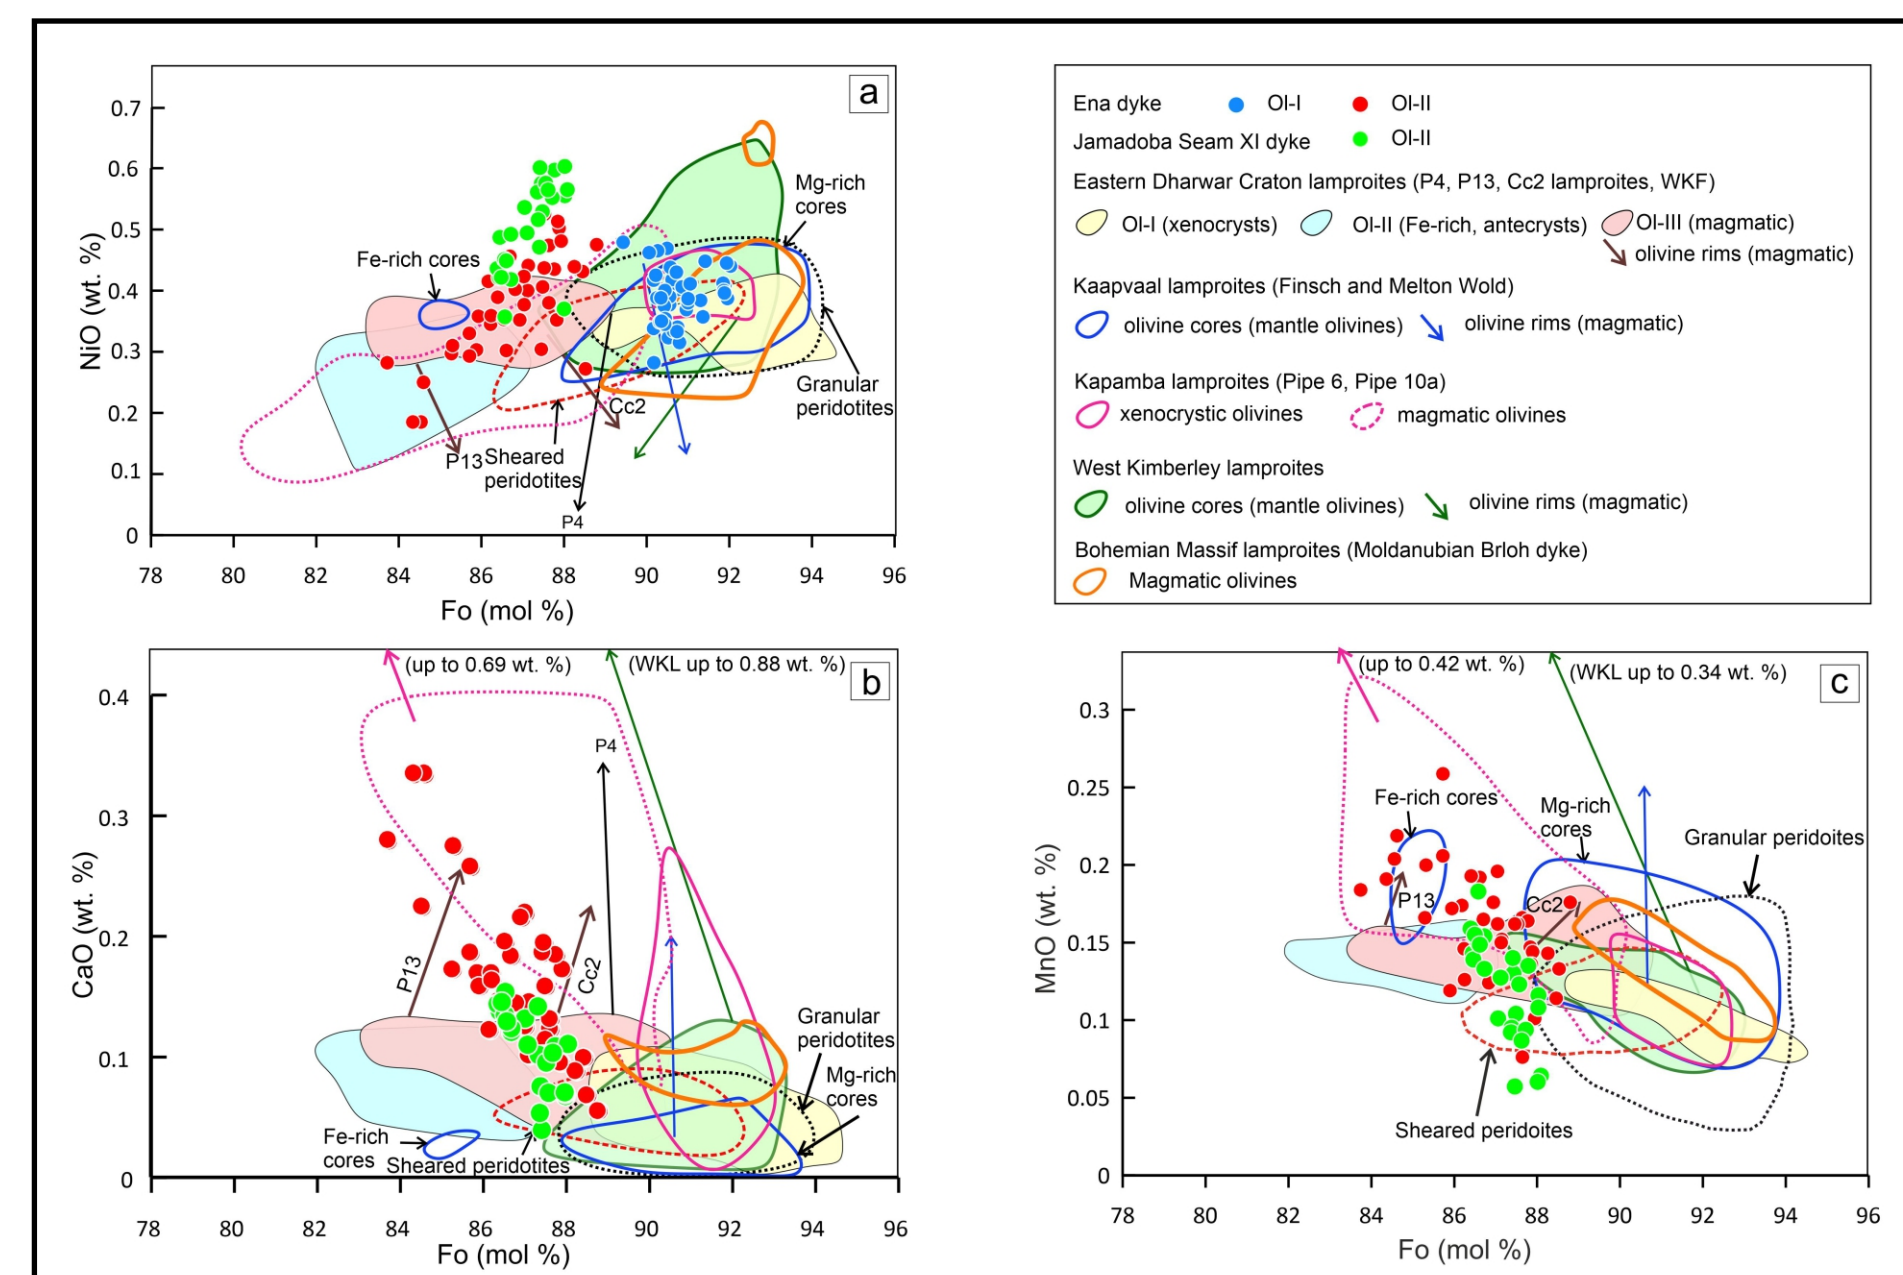 a
0.7
0.6
0.5
0.4
0.3
0.2
0.1
0
NiO (wt. %)
Mg-rich
cores
Fe-rich cores
Granular
peridotites
Cc2
P13
Sheared
peridotites
P4
78 80 82 84 86 88 90 92 94 96
Fo (mol %)
Ena dyke Ol-I Ol-II
Jamadoba Seam XI dyke Ol-II
Eastern Dharwar Craton lamproites (P4, P13, Cc2 lamproites, WKF)
Ol-I (xenocrysts) Ol-II (Fe-rich, antecrysts) Ol-III (magmatic)
olivine rims (magmatic)
Kaapvaal lamproites (Finsch and Melton Wold)
olivine cores (mantle olivines) olivine rims (magmatic)
Kapamba lamproites (Pipe 6, Pipe 10a)
xenocrystic olivines magmatic olivines
West Kimberley lamproites
olivine cores (mantle olivines) olivine rims (magmatic)
Bohemian Massif lamproites (Moldanubian Brloh dyke)
Magmatic olivines
(up to 0.69 wt. %) (WKL up to 0.88 wt. %)
b
0.4
0.3
0.2
0.1
0
CaO (wt. %)
P4
P13
Cc2
Granular
peridotites
Mg-rich
cores
Fe-rich
cores
Sheared peridotites
78 80 82 84 86 88 90 92 94 96
Fo (mol %)
(up to 0.42 wt. %) (WKL up to 0.34 wt. %)
c
0.3
0.25
0.2
0.15
0.1
0.05
0
MnO (wt. %)
Fe-rich cores
Mg-rich
cores
Granular peridoites
P13
Cc2
Sheared peridoites
78 80 82 84 86 88 90 92 94 96
Fo (mol %)